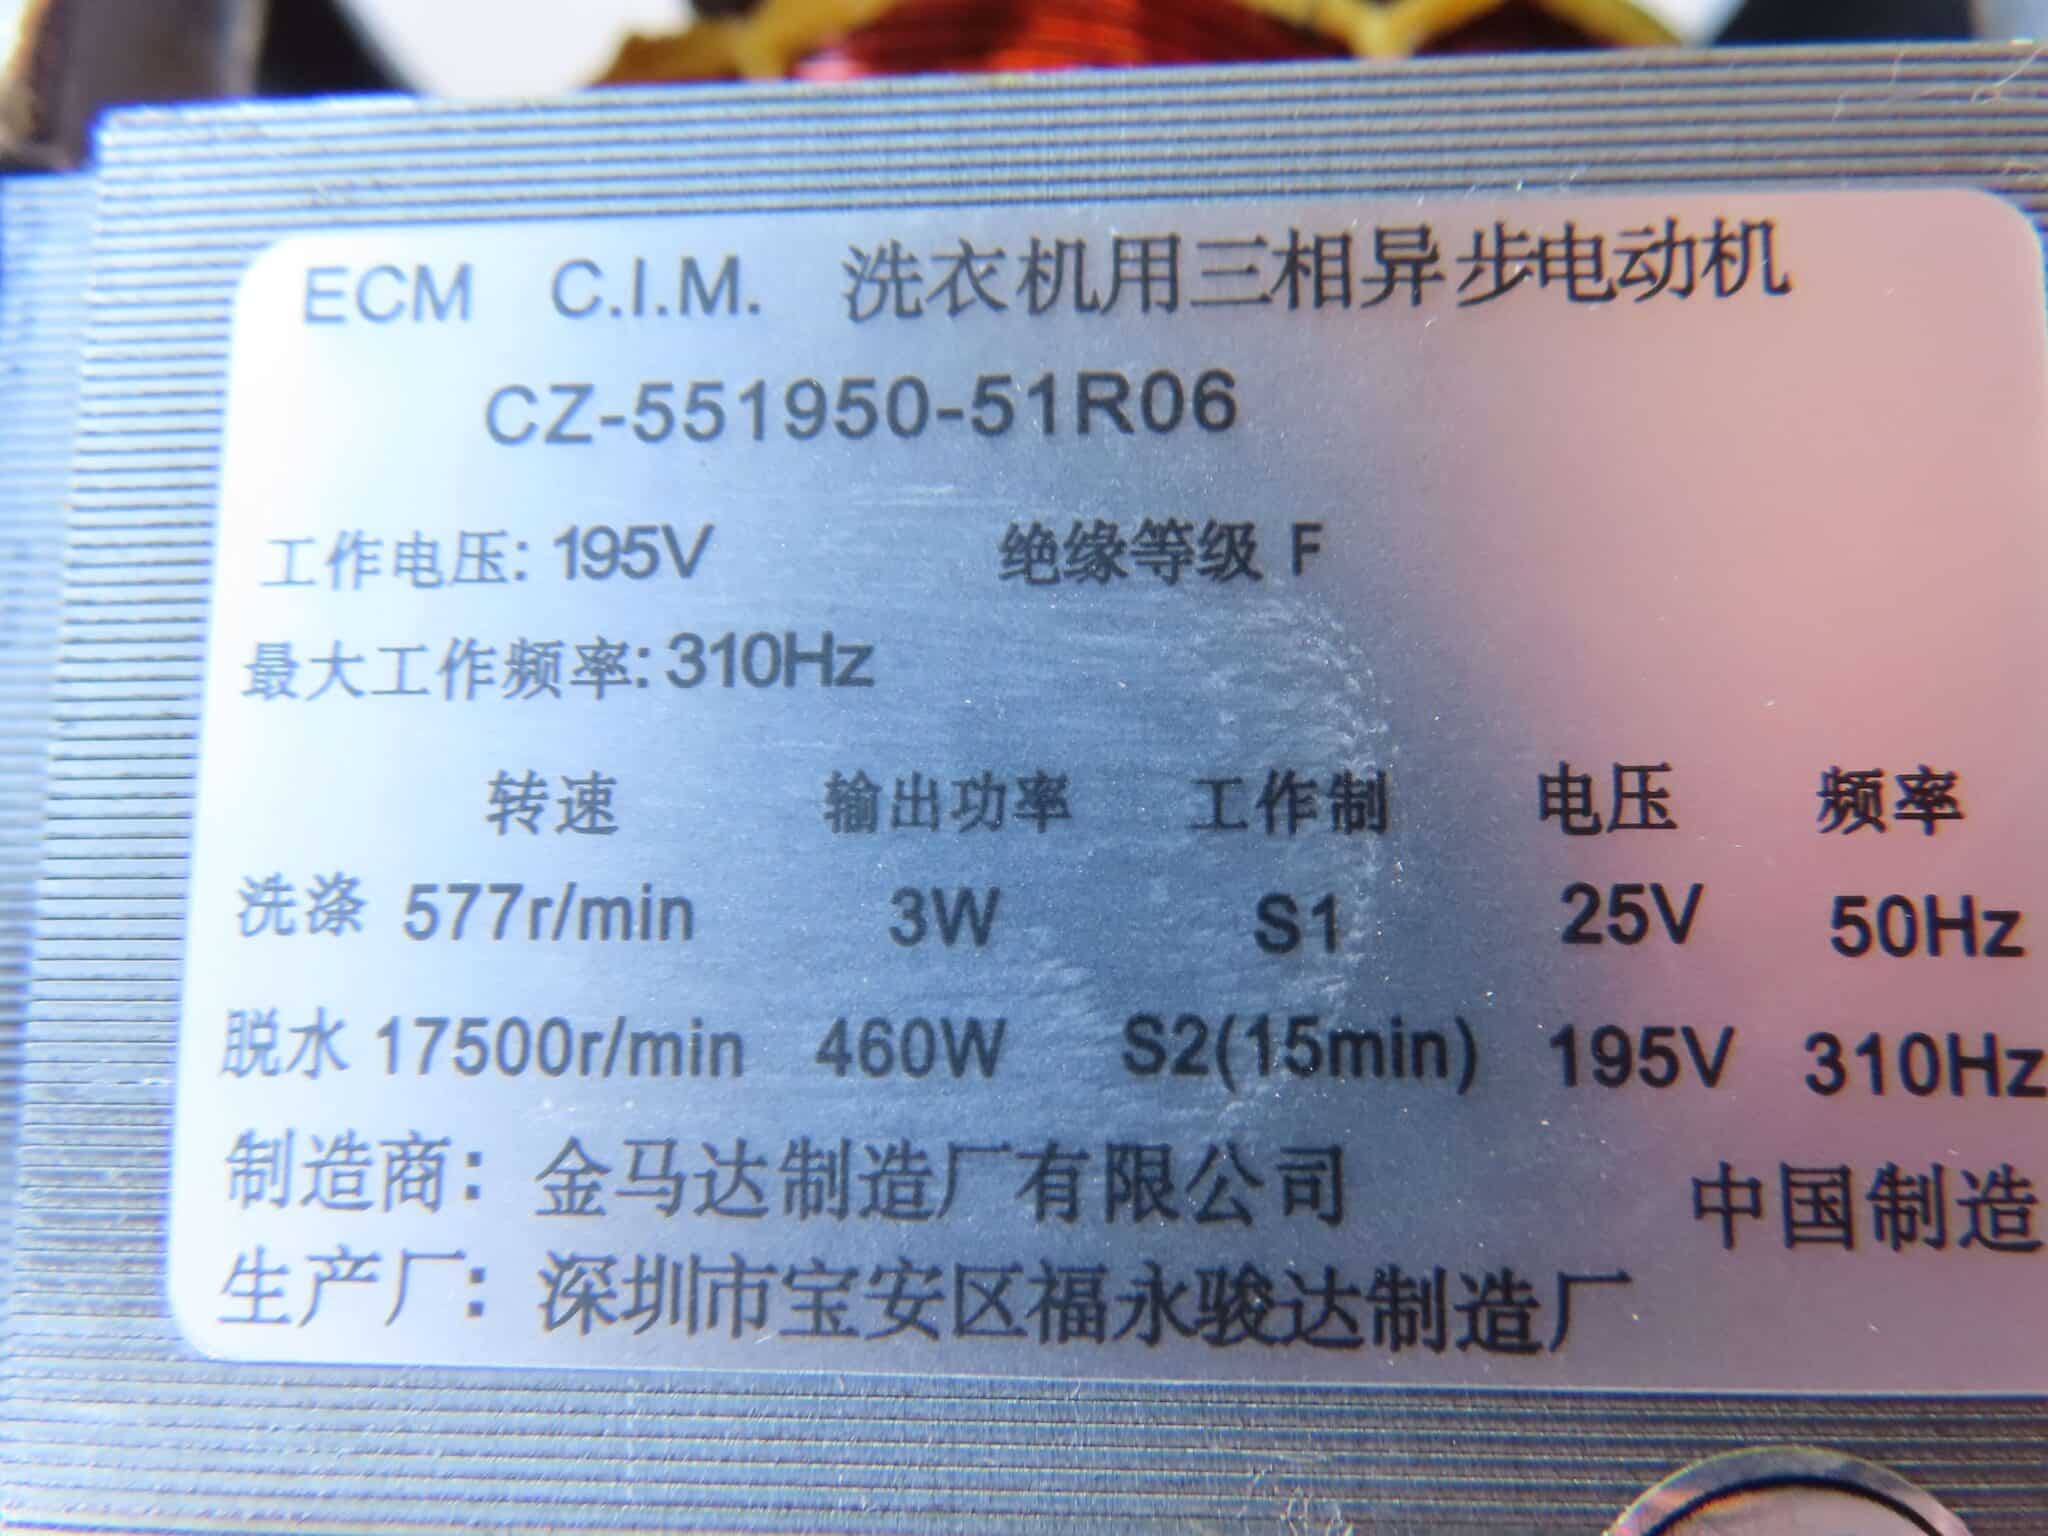 ECM C.I.M. 洗衣机用三相异步电动机
CZ-551950-51R06
工作电压: 195V 绝缘等级 F
最大工作频率: 310Hz
转速 输出功率 工作制 电压 频率
洗涤 577r/min 3W S1 25V 50Hz
脱水 17500r/min 460W S2(15min) 195V 310Hz
制造商: 金马达制造厂有限公司 中国制造
生产厂: 深圳市宝安区福永骏达制造厂